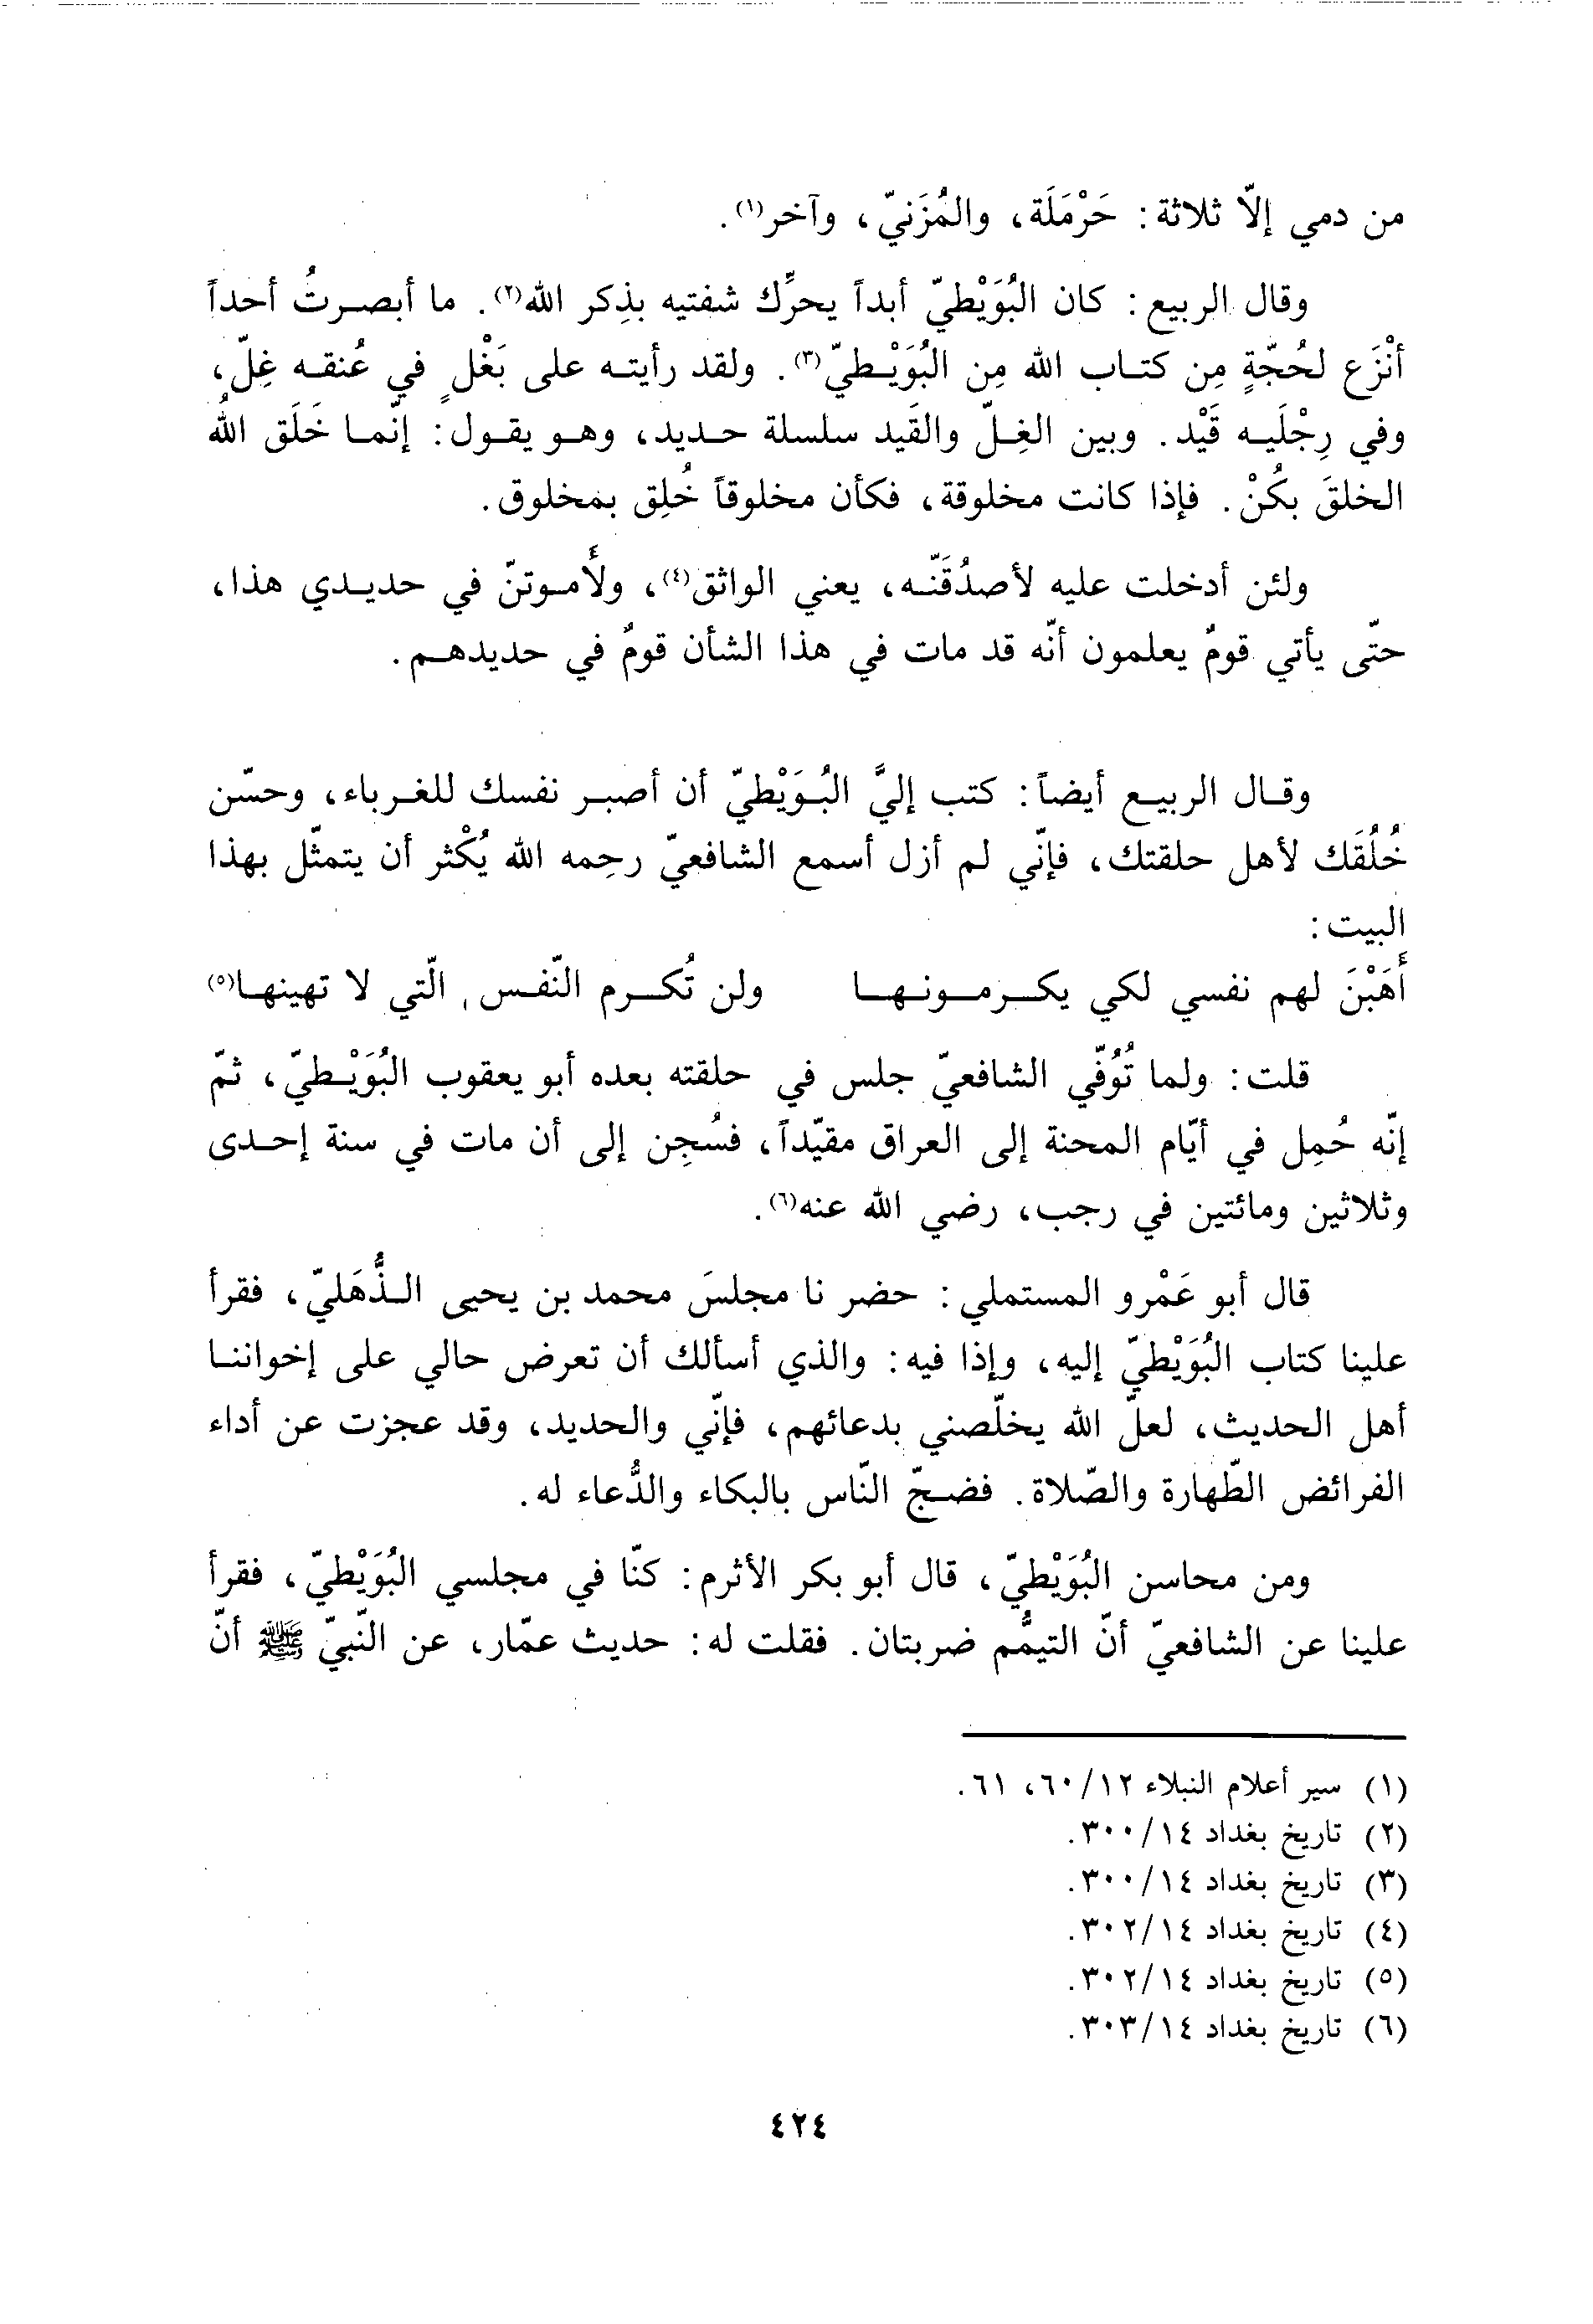 من دمي إلّا ثلاثة: حَرْمَلَة، والمُزَنيّ، وآخر(١).
وقال الربيع: كان البُوَيْطيّ أبداً يحرِّك شفتيه بذِكر الله(٢). ما أبصرتُ أحداً
أنْزَع لحُجّةٍ مِن كتاب الله مِن البُوَيْطيّ(٣). ولقد رأيته على بَغْلٍ في عُنقه غِلّ،
وفي رِجْلَيه قَيْد. وبين الغِلّ والقَيد سلسلة حديد، وهو يقول: إنّما خَلَق اللهُ
الخلقَ بكُنْ. فإذا كانت مخلوقة، فكأن مخلوقاً خُلِق بمخلوق.
ولئن أدخلت عليه لأصدُقَنّه، يعني الواثق(٤)، ولأَموتنّ في حديدي هذا،
حتّى يأتي قومٌ يعلمون أنّه قد مات في هذا الشأن قومٌ في حديدهم.
وقال الربيع أيضاً: كتب إليَّ البُوَيْطيّ أن أصبر نفسك للغرباء، وحسّن
خُلُقَك لأهل حلقتك، فإنّي لم أزل أسمع الشافعيّ رحِمه الله يُكْثر أن يتمثّل بهذا
البيت:
أَهَبْنَ لهم نفسي لكي يكرمونها ولن تُكرم النّفس, الّتي لا تهينها(٥)
قلت: ولما تُوُفّي الشافعيّ جلس في حلقته بعده أبو يعقوب البُوَيْطيّ، ثمّ
إنّه حُمِل في أيّام المحنة إلى العراق مقيّداً، فسُجِن إلى أن مات في سنة إحدى
وثلاثين ومائتين في رجب، رضي الله عنه(٦).
قال أبو عَمْرو المستملي: حضر نا مجلسَ محمد بن يحيى الذُّهَليّ، فقرأ
علينا كتاب البُوَيْطيّ إليه، وإذا فيه: والذي أسألك أن تعرض حالي على إخواننا
أهل الحديث، لعلّ الله يخلّصني بدعائهم، فإنّي والحديد، وقد عجزت عن أداء
الفرائض الطّهارة والصّلاة. فضجّ النّاس بالبكاء والدُّعاء له.
ومن محاسن البُوَيْطيّ، قال أبو بكر الأثرم: كنّا في مجلسي البُوَيْطيّ، فقرأ
علينا عن الشافعيّ أنّ التيمُّم ضربتان. فقلت له: حديث عمّار، عن النّبيّ ﷺ أنّ
(١) سير أعلام النبلاء ١٢/ ٦٠، ٦١.
(٢) تاريخ بغداد ١٤/ ٣٠٠.
(٣) تاريخ بغداد ١٤/ ٣٠٠.
(٤) تاريخ بغداد ١٤/ ٣٠٢.
(٥) تاريخ بغداد ١٤/ ٣٠٢.
(٦) تاريخ بغداد ١٤/ ٣٠٣.
٤٢٤